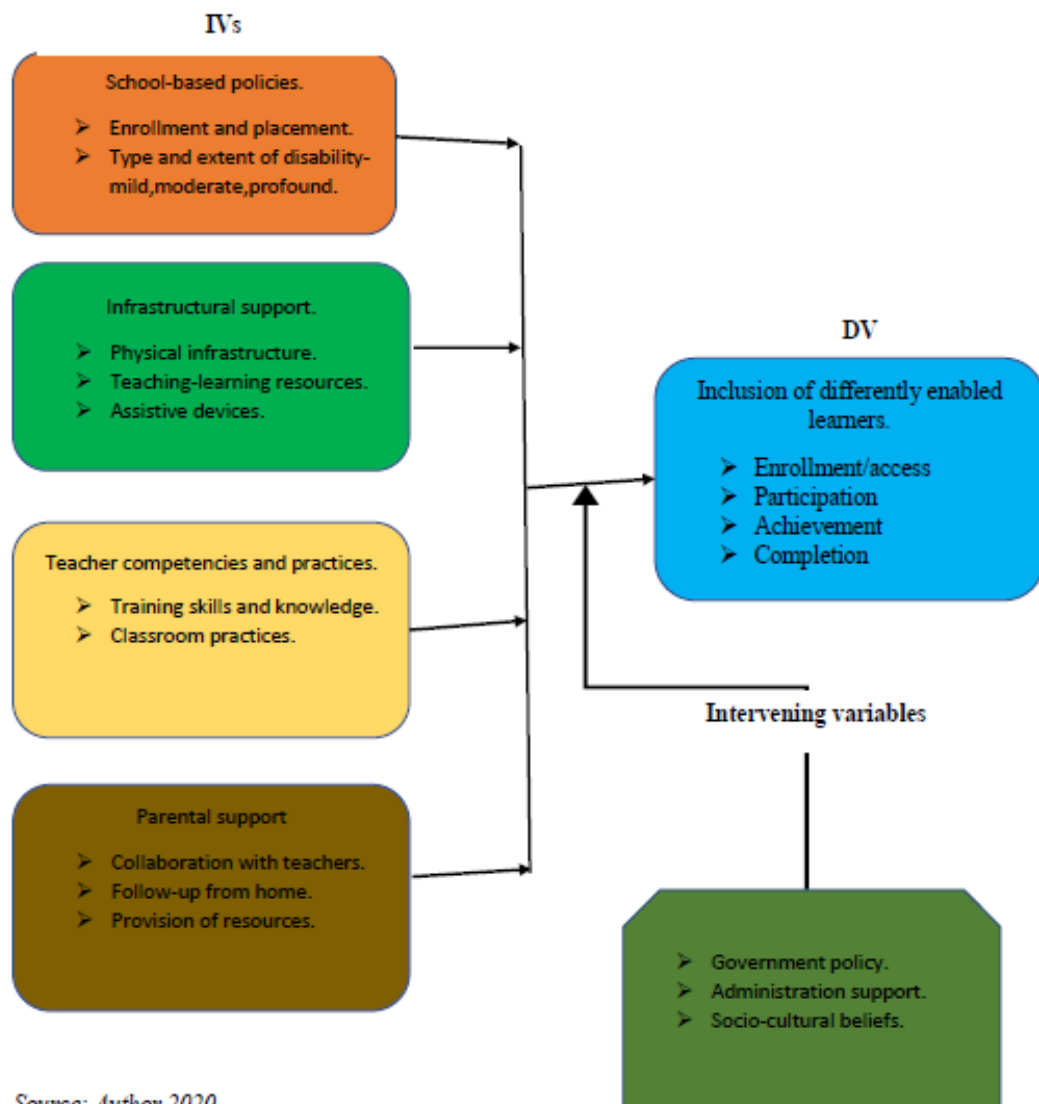 IVs
School-based policies.
➢ Enrollment and placement.
➢ Type and extent of disability-
mild,moderate,profound.
Infrastructural support.
➢ Physical infrastructure.
➢ Teaching-learning resources.
➢ Assistive devices.
Teacher competencies and practices.
➢ Training skills and knowledge.
➢ Classroom practices.
Parental support
➢ Collaboration with teachers.
➢ Follow-up from home.
➢ Provision of resources.
DV
Inclusion of differently enabled
learners.
➢ Enrollment/access
➢ Participation
➢ Achievement
➢ Completion
Intervening variables
➢ Government policy.
➢ Administration support.
➢ Socio-cultural beliefs.
Source: Author 2020